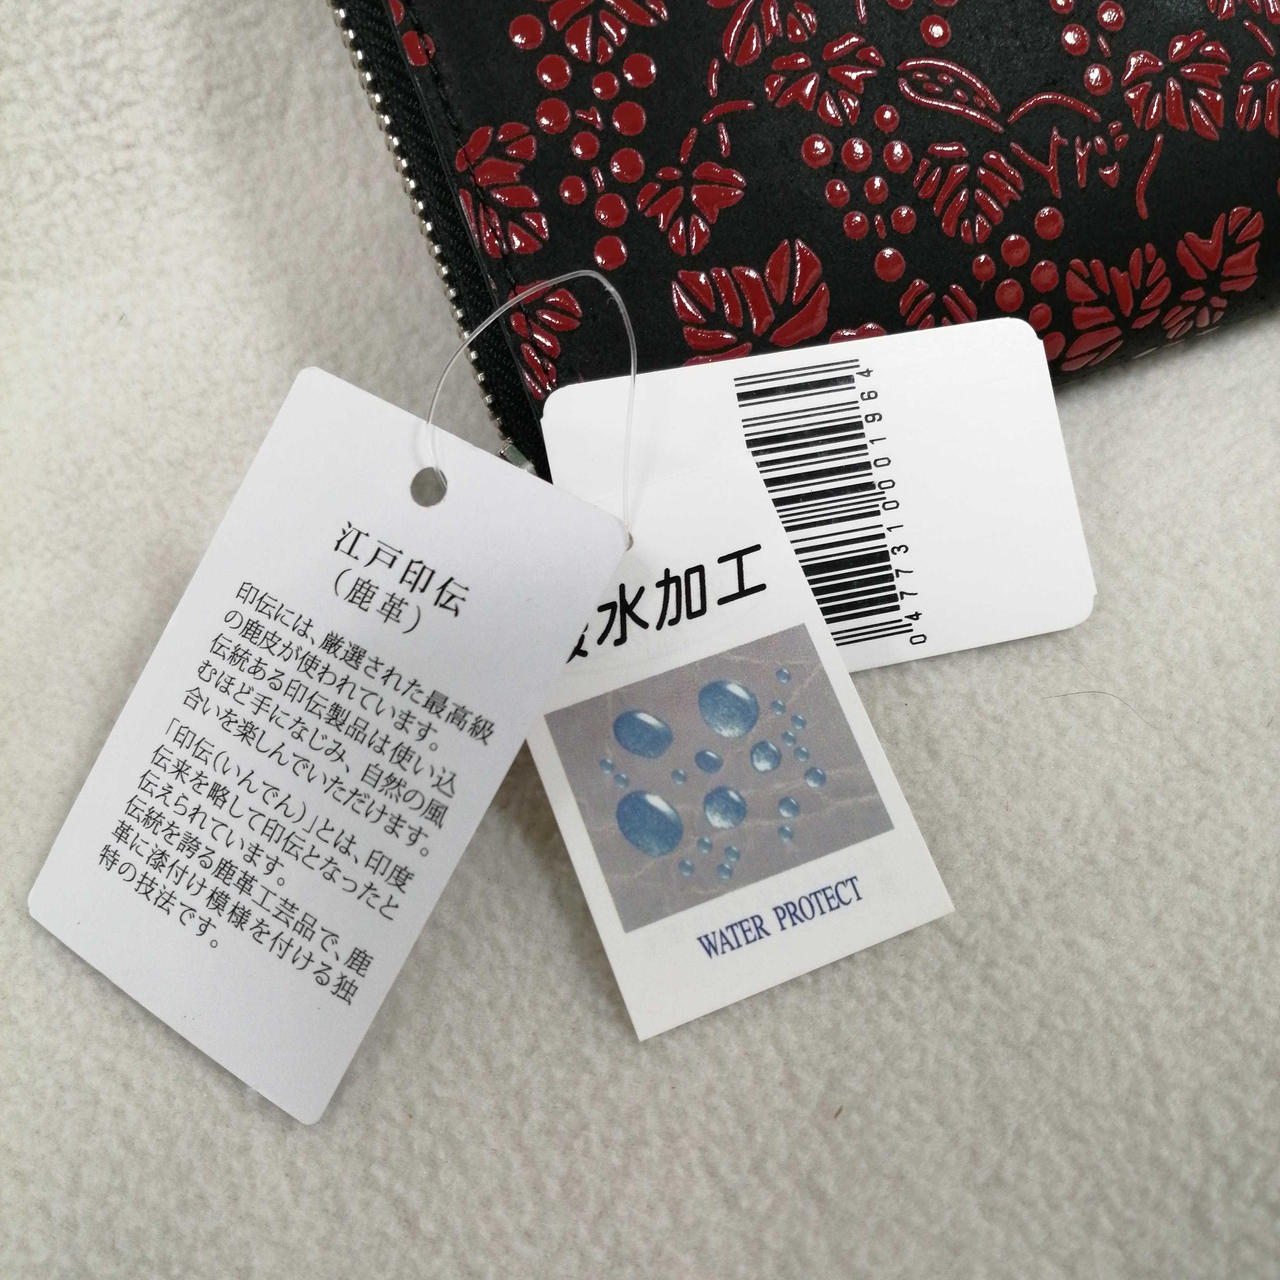 江戸印伝
(鹿革)
印伝には、厳選された最高級
の鹿皮が使われています。
伝統ある印伝製品は使い込
むほど手になじみ、自然の風
合いを楽しんでいただけます。
「印伝(いんでん)」とは、印度
伝来を略して印伝となったと
伝えられています。
伝統を誇る鹿革工芸品で、鹿
革に漆付け模様を付ける独
特の技法です。
水加工
WATER PROTECT
0477310001964